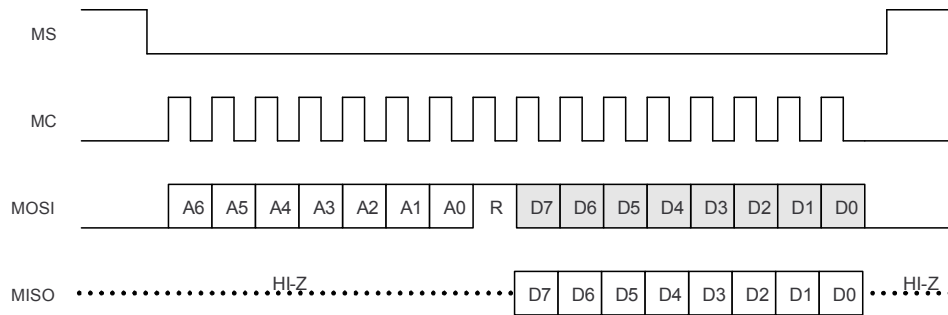 MS
MC
MOSI A6 A5 A4 A3 A2 A1 A0 R D7 D6 D5 D4 D3 D2 D1 D0
HI-Z HI-Z
MISO D7 D6 D5 D4 D3 D2 D1 D0